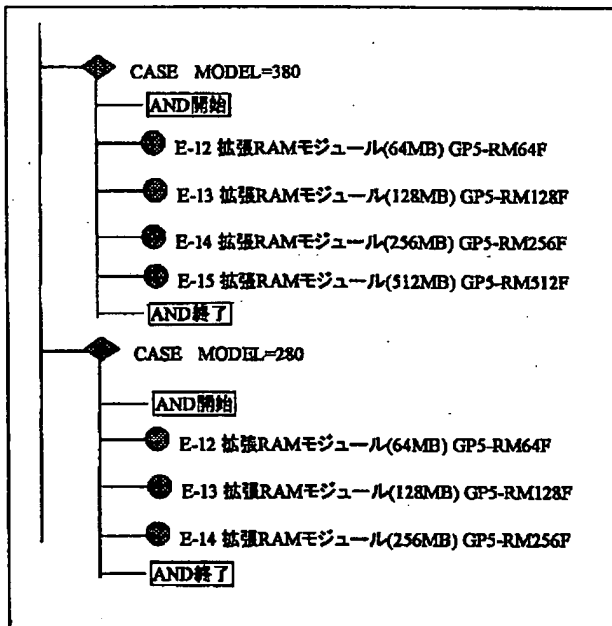 CASE MODEL=380
AND開始
E-12 拡張RAMモジュール(64MB) GP5-RM64F
E-13 拡張RAMモジュール(128MB) GP5-RM128F
E-14 拡張RAMモジュール(256MB) GP5-RM256F
E-15 拡張RAMモジュール(512MB) GP5-RM512F
AND終了
CASE MODEL=280
AND開始
E-12 拡張RAMモジュール(64MB) GP5-RM64F
E-13 拡張RAMモジュール(128MB) GP5-RM128F
E-14 拡張RAMモジュール(256MB) GP5-RM256F
AND終了